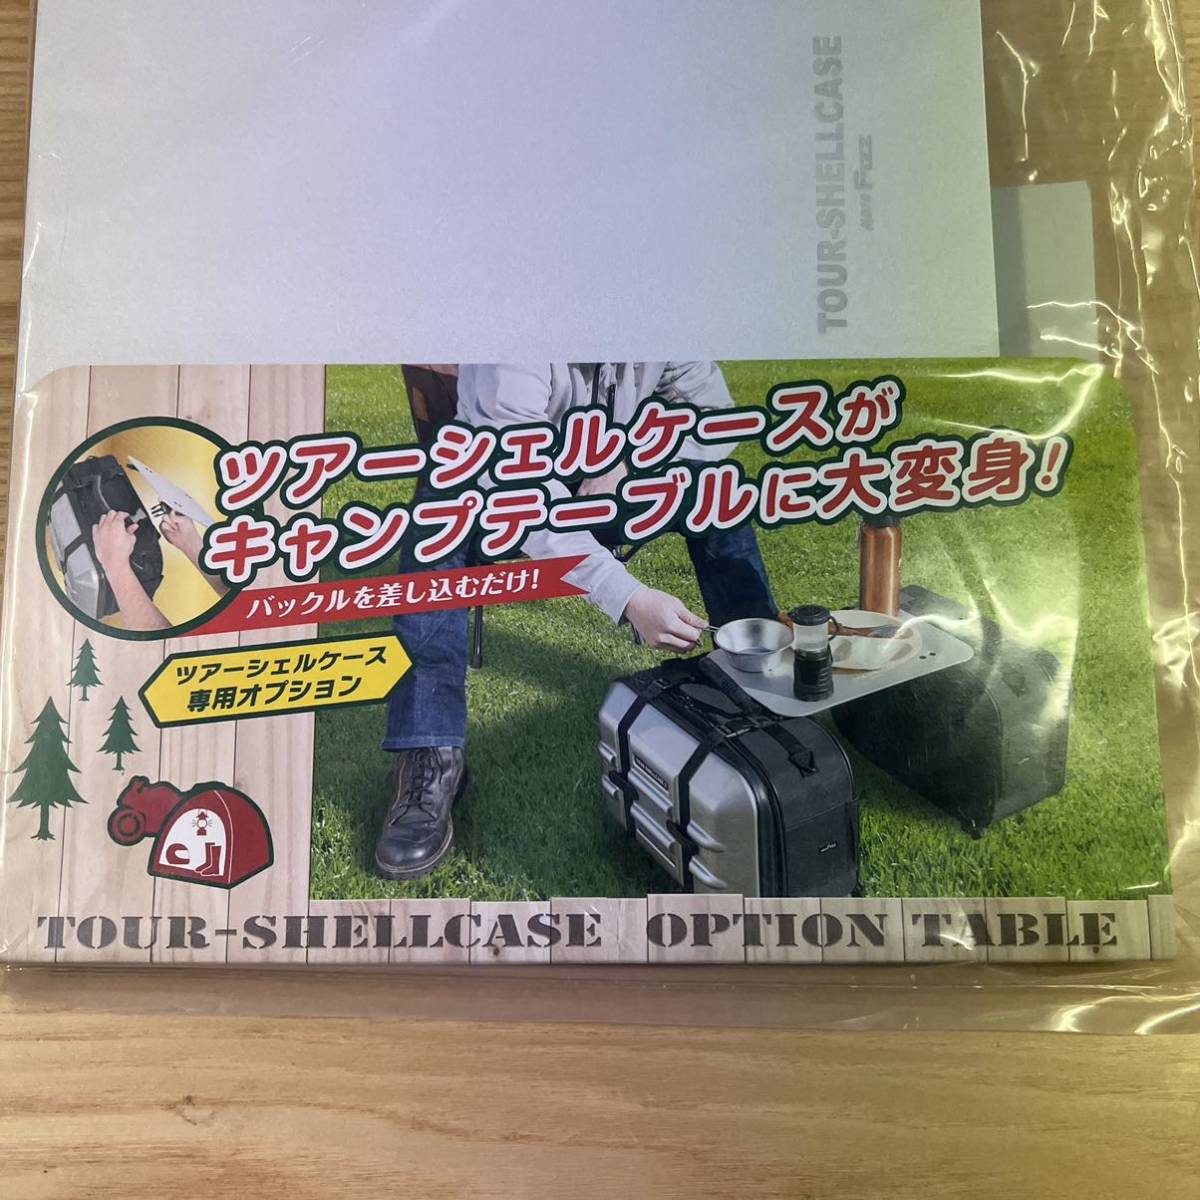 TOUR-SHELLCASE
MOTO FIZZ
ツアーシェルケースが
キャンプテーブルに大変身!
バックルを差し込むだけ!
ツアーシェルケース
専用オプション
TOUR-SHELLCASE OPTION TABLE